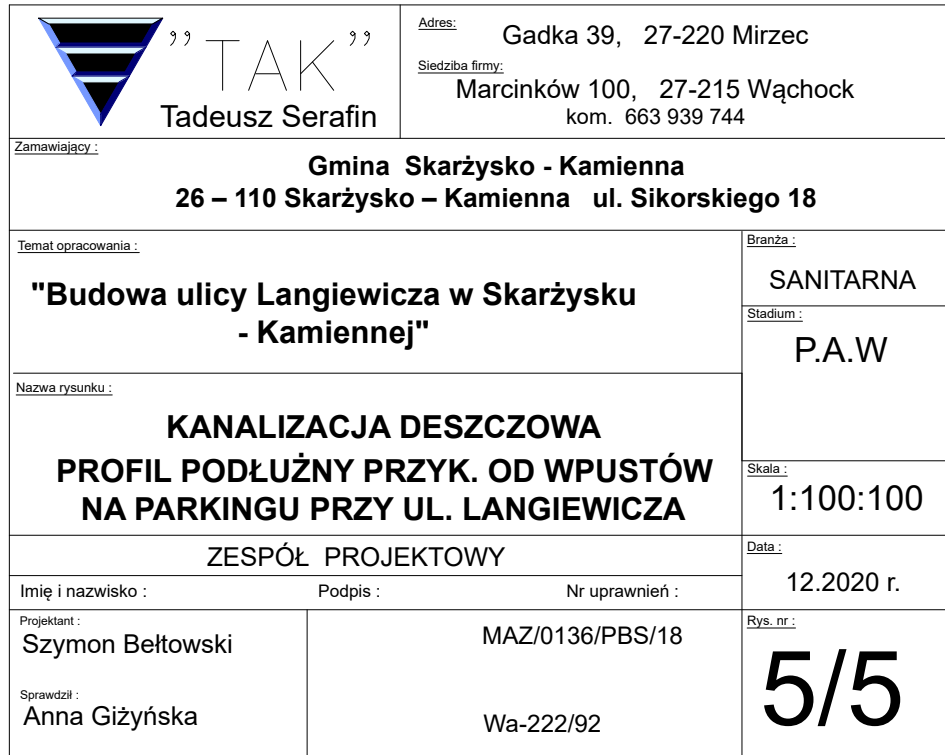 "TAK"
Tadeusz Serafin
Adres:
Gadka 39, 27-220 Mirzec
Siedziba firmy:
Marcinków 100, 27-215 Wąchock
kom. 663 939 744
Zamawiający :
Gmina Skarżysko - Kamienna
26 – 110 Skarżysko – Kamienna ul. Sikorskiego 18
Temat opracowania :
"Budowa ulicy Langiewicza w Skarżysku
- Kamiennej"
Branża :
SANITARNA
Stadium :
P.A.W
Nazwa rysunku :
KANALIZACJA DESZCZOWA
PROFIL PODŁUŻNY PRZYK. OD WPUSTÓW
NA PARKINGU PRZY UL. LANGIEWICZA
Skala :
1:100:100
ZESPÓŁ PROJEKTOWY
Data :
12.2020 r.
Imię i nazwisko : Podpis : Nr uprawnień :
Projektant :
Szymon Bełtowski MAZ/0136/PBS/18
Sprawdził :
Anna Giżyńska Wa-222/92
Rys. nr :
5/5